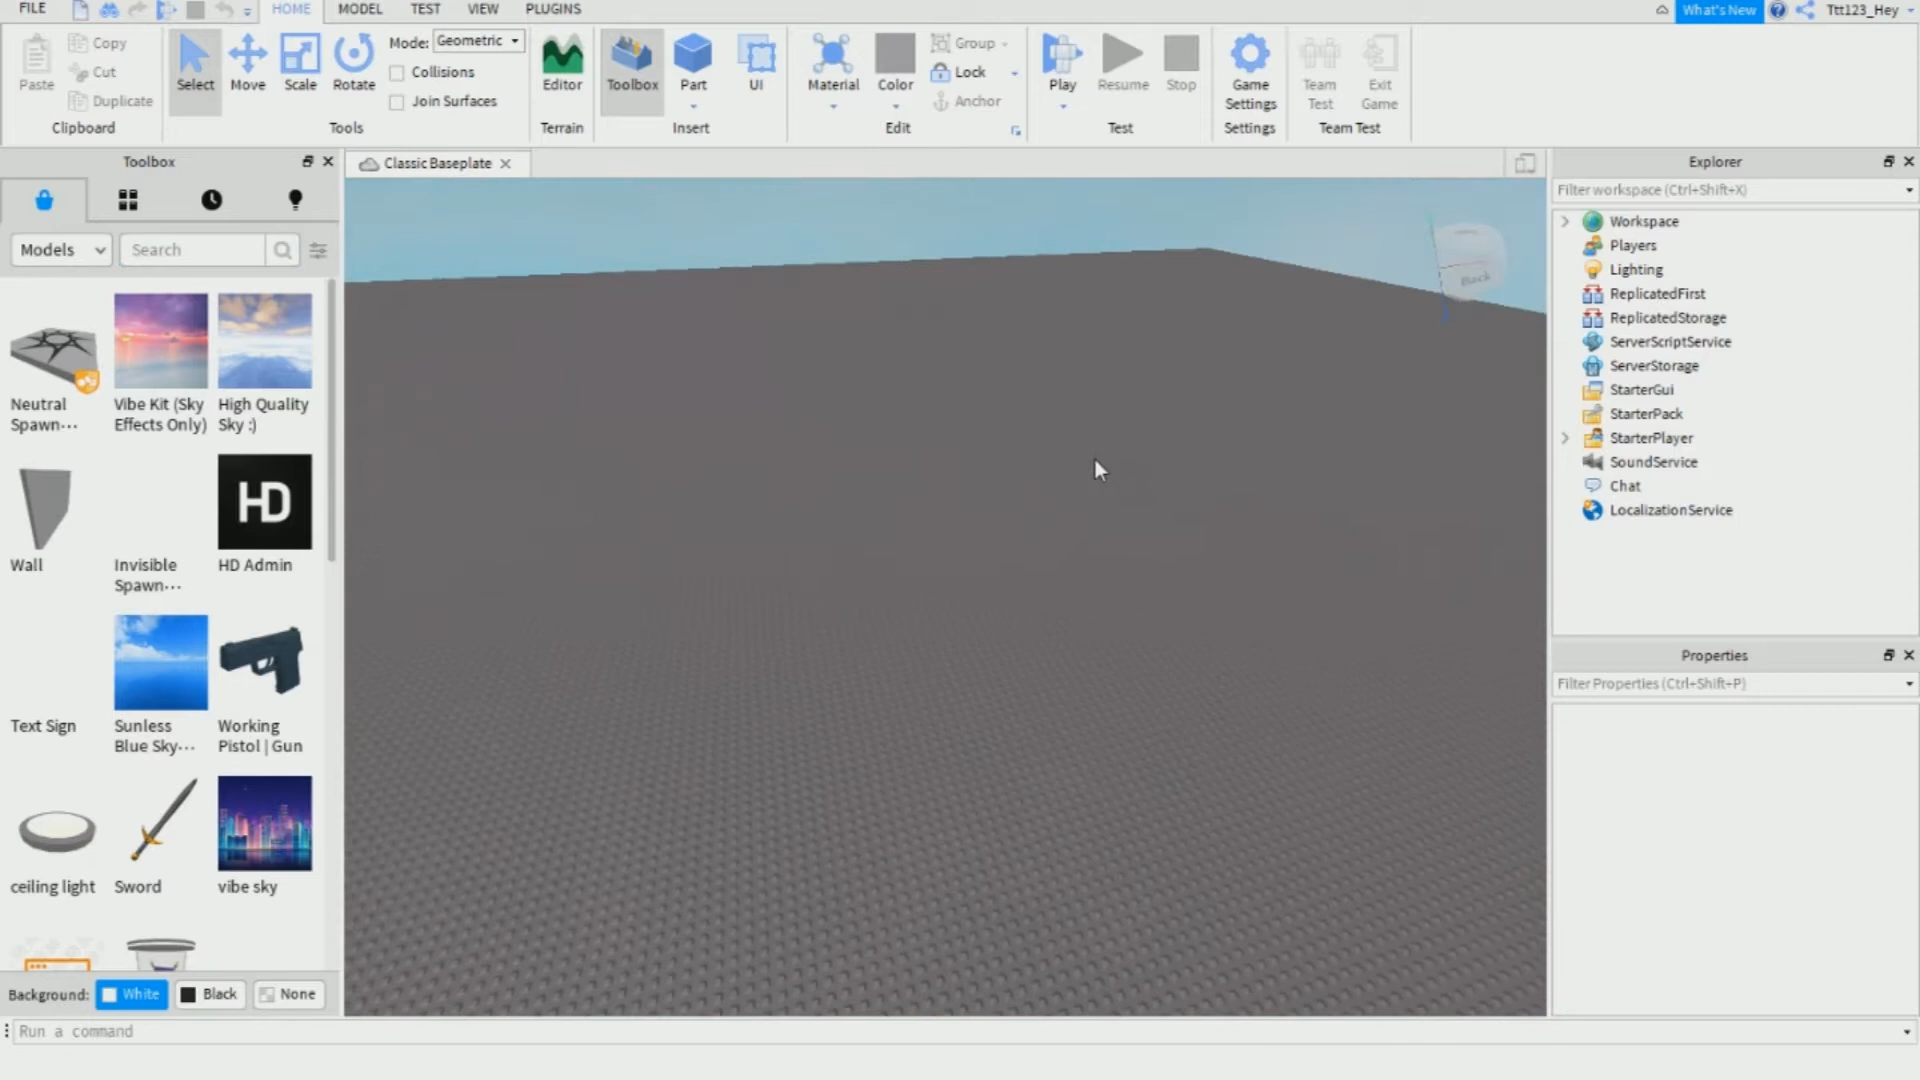 FILE HOME MODEL TEST VIEW PLUGINS What's New Ttt123_Hey
Paste Copy Cut Duplicate Clipboard
Select Move Scale Rotate
Mode: Geometric
Collisions
Join Surfaces
Tools
Editor
Terrain
Toolbox Part UI
Insert
Material Color
Group
Lock
Anchor
Edit
Play Resume Stop
Test
Game Settings
Settings
Team Test
Exit Game
Team Test
Toolbox
Models Search
Neutral Spawn...
Vibe Kit (Sky Effects Only)
High Quality Sky :)
Wall
Invisible Spawn...
HD
HD Admin
Text Sign
Sunless Blue Sky...
Working Pistol | Gun
ceiling light
Sword
vibe sky
Background: White Black None
Run a command
Classic Baseplate
Back
Explorer
Filter workspace (Ctrl+Shift+X)
Workspace
Players
Lighting
ReplicatedFirst
ReplicatedStorage
ServerScriptService
ServerStorage
StarterGui
StarterPack
StarterPlayer
SoundService
Chat
LocalizationService
Properties
Filter Properties (Ctrl+Shift+P)